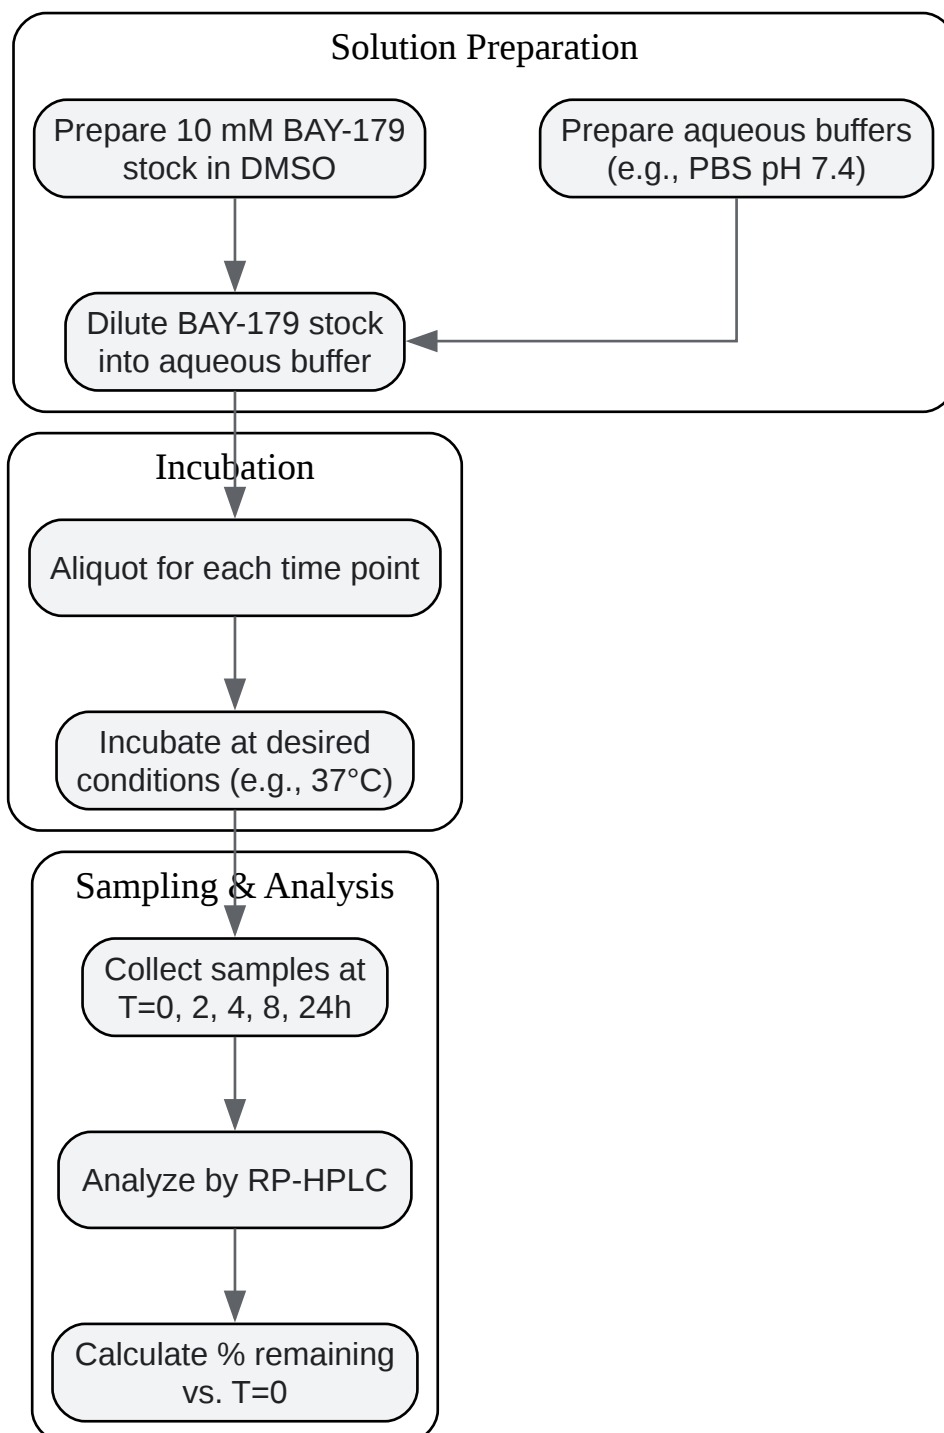 Solution Preparation
Prepare 10 mM BAY-179
stock in DMSO
Prepare aqueous buffers
(e.g., PBS pH 7.4)
Dilute BAY-179 stock
into aqueous buffer
Incubation
Aliquot for each time point
Incubate at desired
conditions (e.g., 37°C)
Sampling & Analysis
Collect samples at
T=0, 2, 4, 8, 24h
Analyze by RP-HPLC
Calculate % remaining
vs. T=0